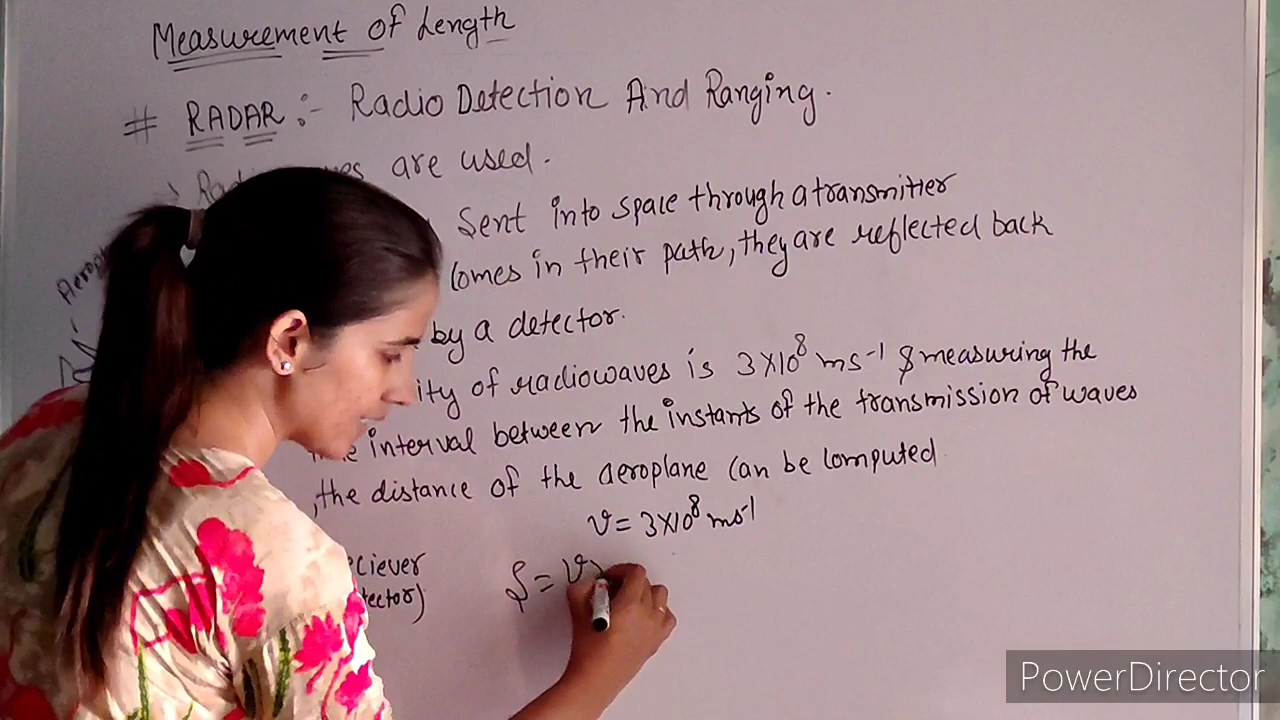 Measurement of Length
# RADAR :- Radio Detection And Ranging.
are used.
Sent into space through a transmitter
Comes in their path, they are reflected back
by a detector.
of radiowaves is 3×10⁸ ms⁻¹ & measuring the
interval between the instants of the transmission of waves
, the distance of the aeroplane can be computed
v = 3×10⁸ ms⁻¹
S = v×
PowerDirector